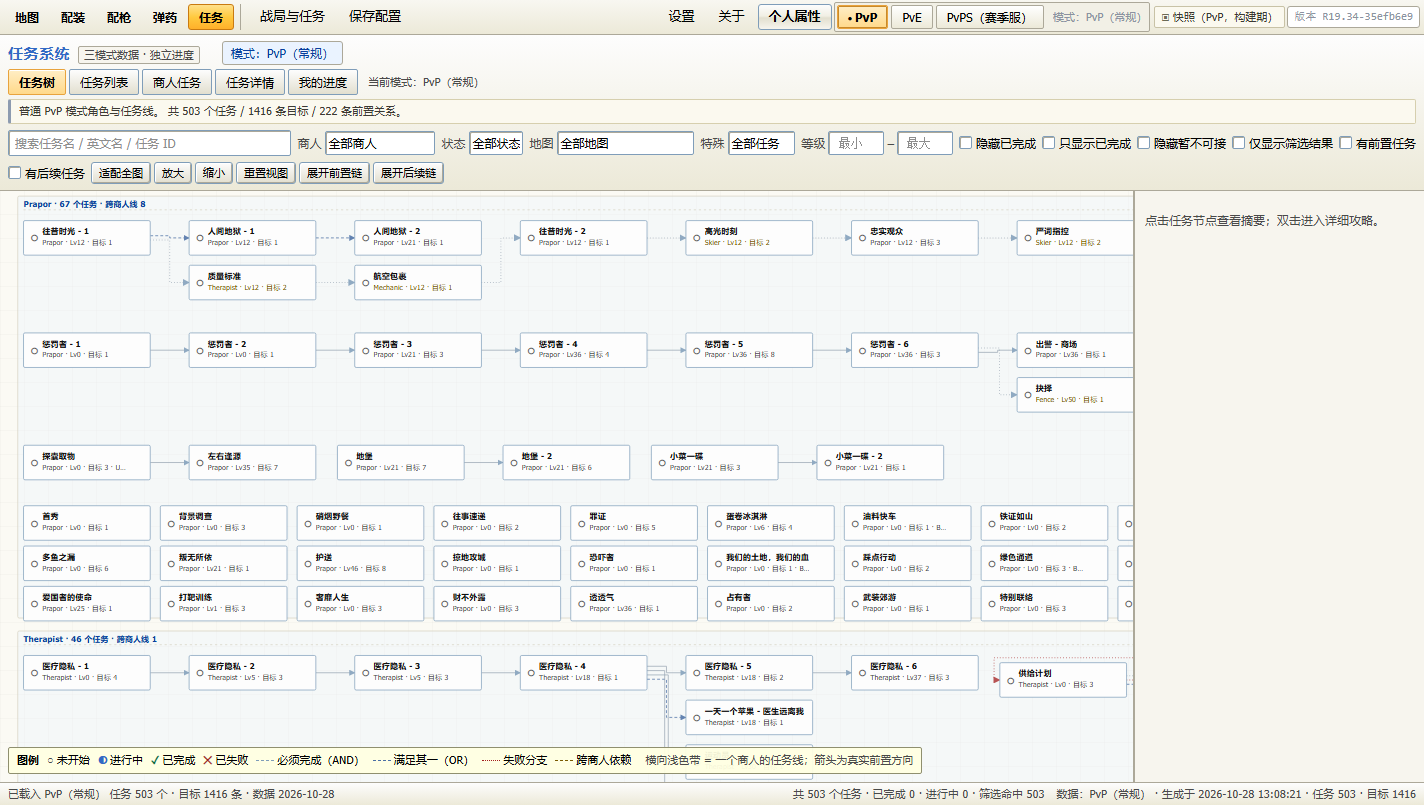 地图 配装 配枪 弹药 任务 战局与任务 保存配置 设置 关于 个人属性 • PvP PvE PvPS（赛季服） 模式：PvP（常规） 快照（PvP，构建期） 版本 R19.34-35efb6e9
任务系统 三模式数据 · 独立进度 模式：PvP（常规）
任务树 任务列表 商人任务 任务详情 我的进度 当前模式：PvP（常规）
普通 PvP 模式角色与任务线。 共 503 个任务 / 1416 条目标 / 222 条前置关系。
搜索任务名 / 英文名 / 任务 ID 商人 全部商人 状态 全部状态 地图 全部地图 特殊 全部任务 等级 最小 – 最大 隐藏已完成 只显示已完成 隐藏暂不可接 仅显示筛选结果 有前置任务
有后续任务 适配全图 放大 缩小 重置视图 展开前置链 展开后续链
Prapor · 67 个任务 · 跨商人线 8
点击任务节点查看摘要；双击进入详细攻略。
往昔时光 - 1 人间地狱 - 1 人间地狱 - 2 往昔时光 - 2 高光时刻 忠实观众 严词指控
Prapor · Lv12 · 目标 1 Prapor · Lv12 · 目标 1 Prapor · Lv21 · 目标 1 Prapor · Lv12 · 目标 1 Skier · Lv12 · 目标 2 Prapor · Lv12 · 目标 3 Skier · Lv12 · 目标 2
质量标准 航空包裹
Therapist · Lv12 · 目标 2 Mechanic · Lv12 · 目标 1
惩罚者 - 1 惩罚者 - 2 惩罚者 - 3 惩罚者 - 4 惩罚者 - 5 惩罚者 - 6 出警 - 商场
Prapor · Lv0 · 目标 1 Prapor · Lv0 · 目标 1 Prapor · Lv21 · 目标 3 Prapor · Lv36 · 目标 4 Prapor · Lv36 · 目标 8 Prapor · Lv36 · 目标 3 Prapor · Lv36 · 目标 1
抉择
Fence · Lv50 · 目标 1
探囊取物 左右逢源 地堡 地堡 - 2 小菜一碟 小菜一碟 - 2
Prapor · Lv0 · 目标 3 · U... Prapor · Lv35 · 目标 7 Prapor · Lv21 · 目标 7 Prapor · Lv21 · 目标 6 Prapor · Lv21 · 目标 3 Prapor · Lv21 · 目标 1
首秀 背景调查 硝烟野餐 往事速递 罪证 蛋卷冰淇淋 油料快车 铁证如山
Prapor · Lv0 · 目标 1 Prapor · Lv0 · 目标 3 Prapor · Lv0 · 目标 1 Prapor · Lv0 · 目标 2 Prapor · Lv0 · 目标 5 Prapor · Lv6 · 目标 4 Prapor · Lv0 · 目标 1 · B... Prapor · Lv0 · 目标 2
多鱼之漏 叛无所依 护送 掠地攻城 恐吓者 我们的土地，我们的血 踩点行动 绿色通道
Prapor · Lv0 · 目标 6 Prapor · Lv21 · 目标 1 Prapor · Lv46 · 目标 8 Prapor · Lv0 · 目标 1 Prapor · Lv0 · 目标 1 Prapor · Lv0 · 目标 1 · B... Prapor · Lv0 · 目标 2 Prapor · Lv0 · 目标 3 · B...
爱国者的使命 打靶训练 奢靡人生 财不外露 透透气 占有者 武装郊游 特别联络
Prapor · Lv25 · 目标 1 Prapor · Lv1 · 目标 3 Prapor · Lv0 · 目标 3 Prapor · Lv0 · 目标 3 Prapor · Lv36 · 目标 1 Prapor · Lv0 · 目标 2 Prapor · Lv0 · 目标 1 Prapor · Lv0 · 目标 3
Therapist · 46 个任务 · 跨商人线 1
医疗隐私 - 1 医疗隐私 - 2 医疗隐私 - 3 医疗隐私 - 4 医疗隐私 - 5 医疗隐私 - 6 供给计划
Therapist · Lv0 · 目标 4 Therapist · Lv5 · 目标 3 Therapist · Lv5 · 目标 3 Therapist · Lv18 · 目标 1 Therapist · Lv18 · 目标 2 Therapist · Lv37 · 目标 3 Therapist · Lv0 · 目标 3
一天一个苹果 - 医生远离我
Therapist · Lv18 · 目标 1
图例 ○ 未开始 进行中 ✓ 已完成 ✕ 已失败 必须完成（AND） 满足其一（OR） 失败分支 跨商人依赖 横向浅色带 = 一个商人的任务线；箭头为真实前置方向
已载入 PvP（常规） 任务 503 个 · 目标 1416 条 · 数据 2026-10-28 共 503 个任务 · 已完成 0 · 进行中 0 · 筛选命中 503 数据：PvP（常规） · 生成于 2026-10-28 13:08:21 · 任务 503 · 目标 1416